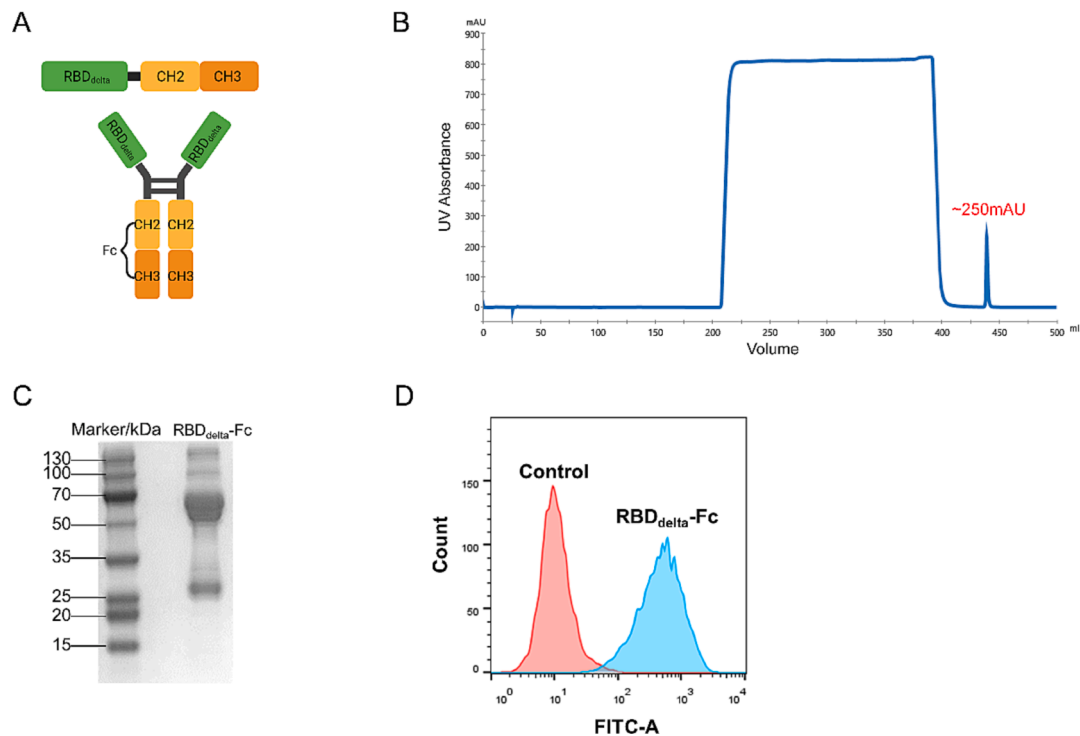 A
RBDdelta CH2 CH3
RBDdelta RBDdelta
CH2 CH2
Fc
CH3 CH3
B
mAU
900
800
700
600
500
400
300
200
100
0
UV Absorbance
~250mAU
0 50 100 150 200 250 300 350 400 450 500 ml
Volume
C
Marker/kDa RBDdelta-Fc
130
100
70
50
35
25
20
15
D
Control
RBDdelta-Fc
150
100
50
0
Count
10^0 10^1 10^2 10^3 10^4
FITC-A